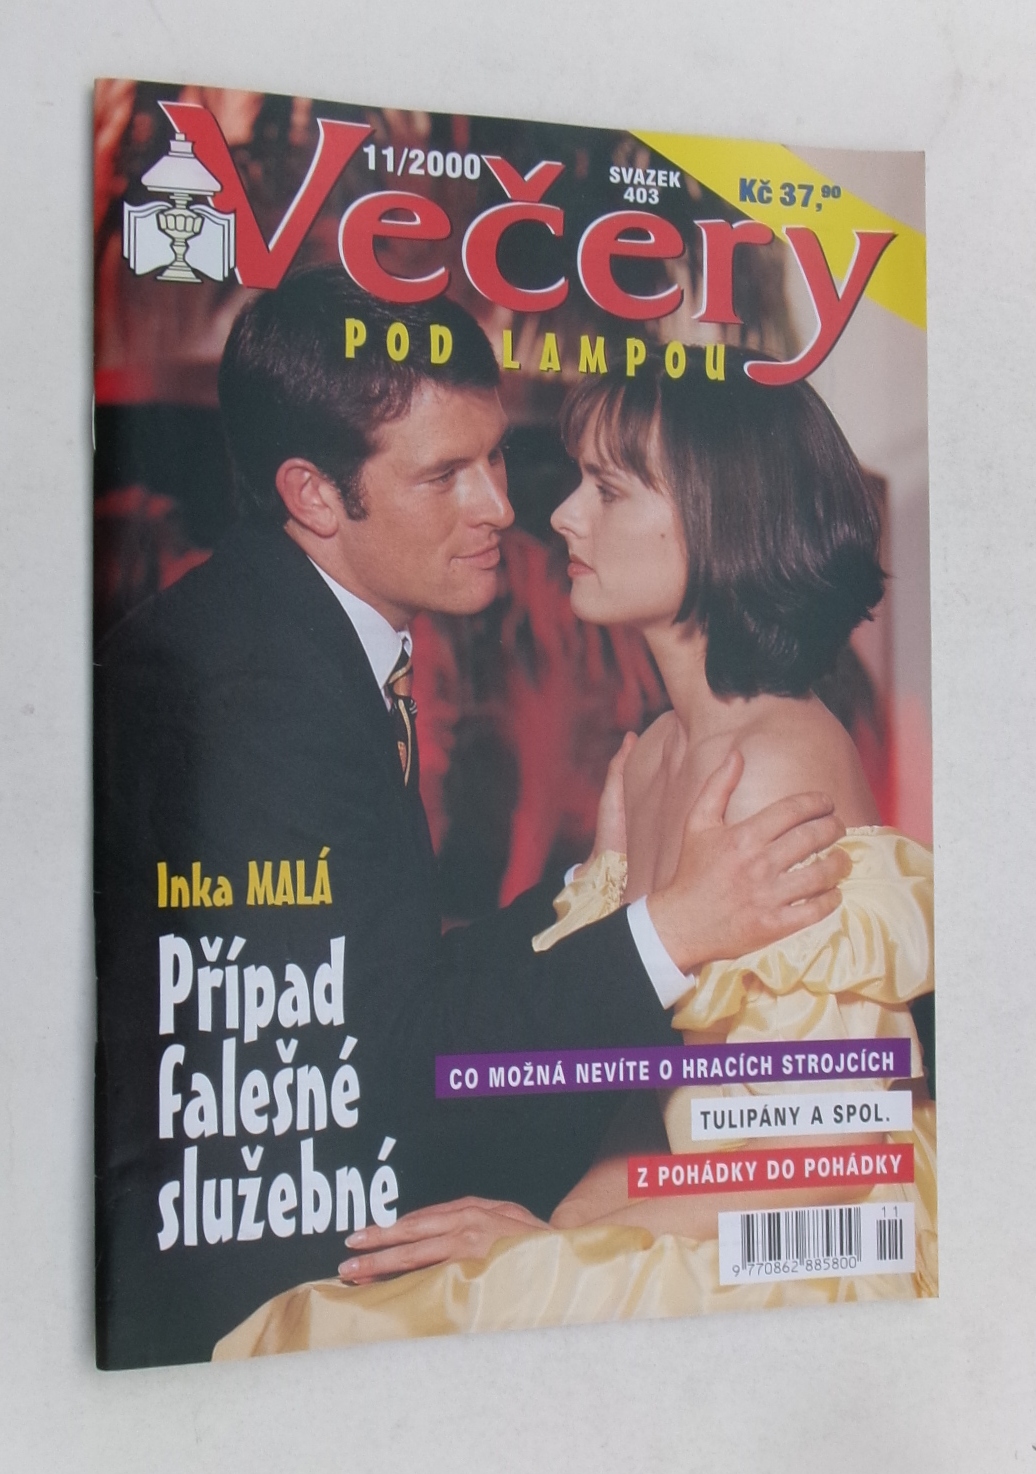 11/2000
SVAZEK
403
Kč 37,90
Večery
POD LAMPOU
Inka MALÁ
Případ
falešné
služebné
CO MOŽNÁ NEVÍTE O HRACÍCH STROJCÍCH
TULIPÁNY A SPOL.
Z POHÁDKY DO POHÁDKY
11
9 770862 885800